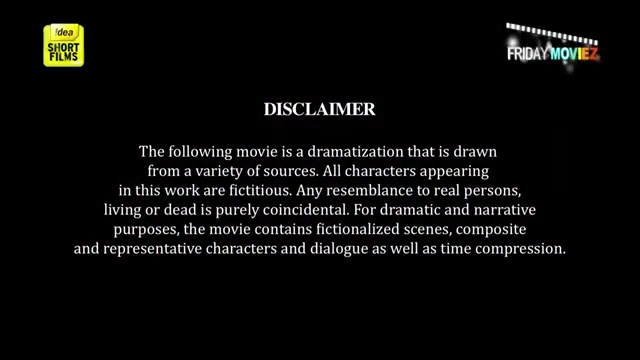 !dea
SHORT
FILMS
FRIDAY MOVIEZ
DISCLAIMER
The following movie is a dramatization that is drawn
from a variety of sources. All characters appearing
in this work are fictitious. Any resemblance to real persons,
living or dead is purely coincidental. For dramatic and narrative
purposes, the movie contains fictionalized scenes, composite
and representative characters and dialogue as well as time compression.